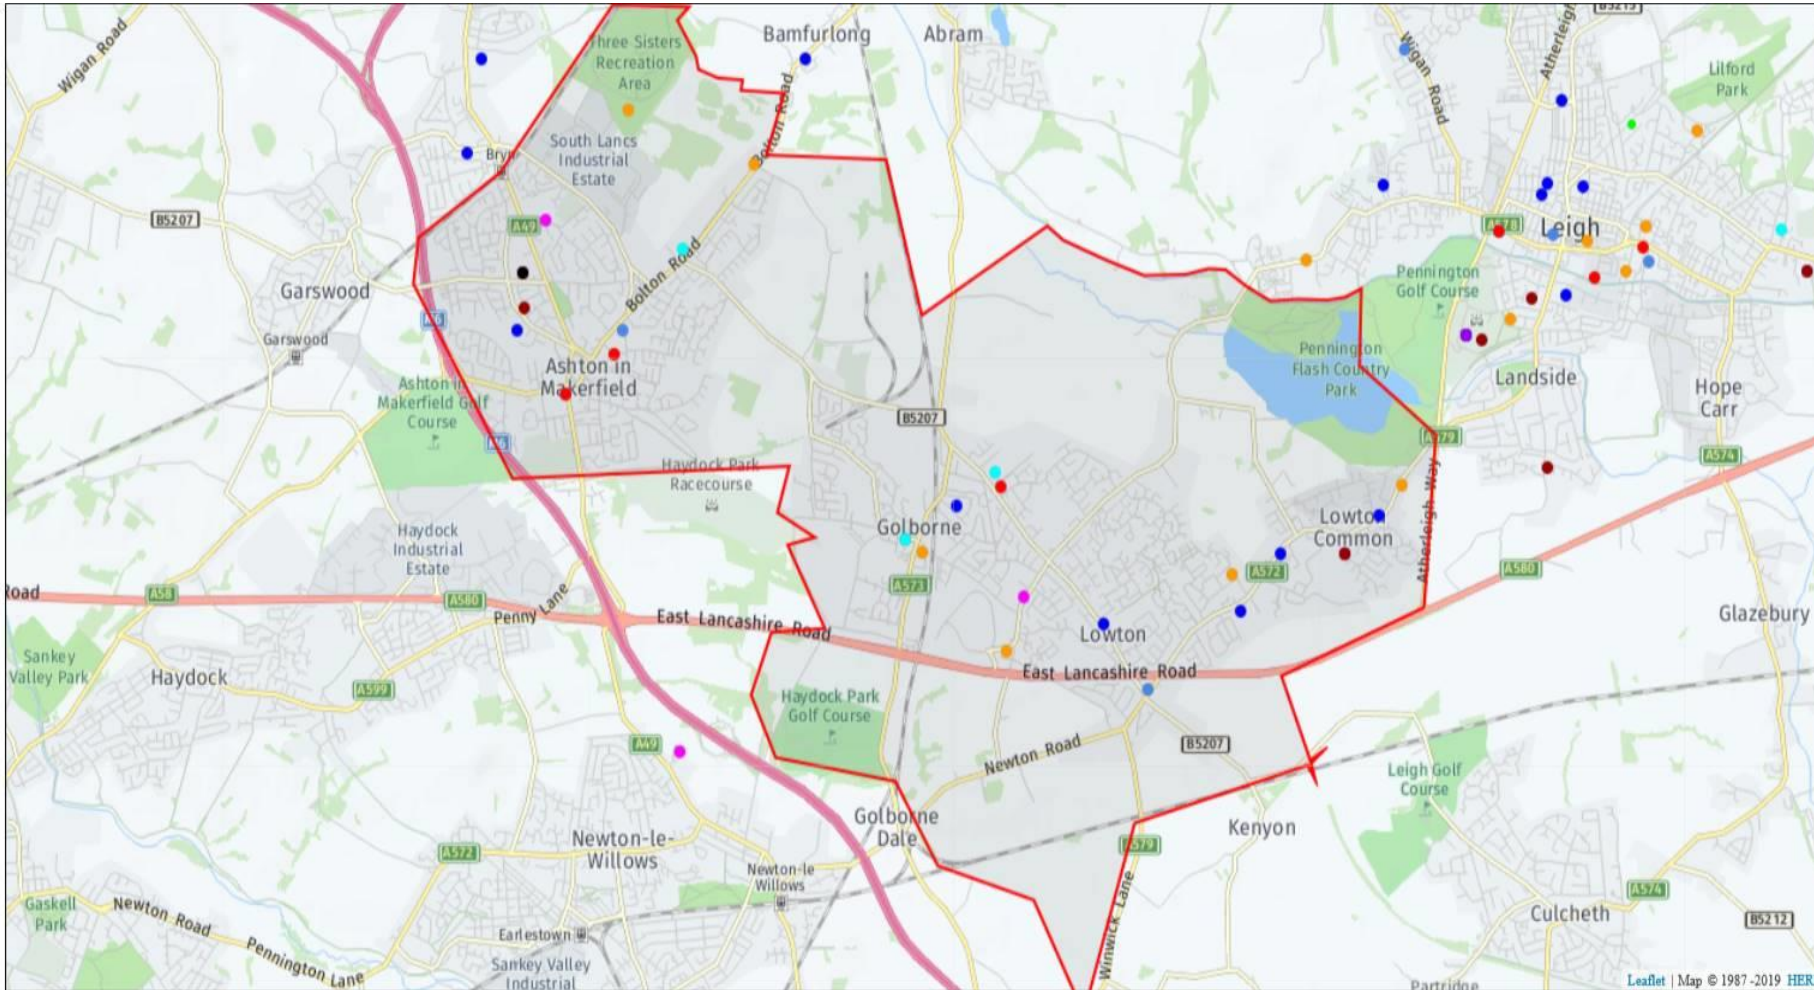 Wigan Road
Bamfurlong
Abram
B5215
Atherleigh
Three Sisters
Recreation
Area
Wigan Road
Lilford
Park
Bolton Road
South Lancs
Industrial
Estate
Bryn
B5207
A49
A578
Leigh
Garswood
Bolton Road
Pennington
Golf Course
Garswood
Ashton in
Makerfield
Pennington
Flash Country
Park
Landside
Hope
Carr
Ashton in
Makerfield Golf
Course
B5207
A579
A574
Haydock Park
Racecourse
Haydock
Industrial
Estate
Golborne
Lowton
Common
Atherleigh Way
A573
A572
A580
Road
A58
A580
Penny Lane
East Lancashire Road
Lowton
Glazebury
Sankey
Valley Park
Haydock
A599
East Lancashire Road
Haydock Park
Golf Course
A49
Newton Road
B5207
Leigh Golf
Course
Golborne
Dale
Kenyon
Newton-le-
Willows
A572
A579
Newton-le
Willows
Winwick Lane
A574
Gaskell
Park
Newton Road
Culcheth
B5212
Pennington Lane
Earlestown
Sankey Valley
Industrial
Partridge
Leaflet | Map © 1987-2019 HER